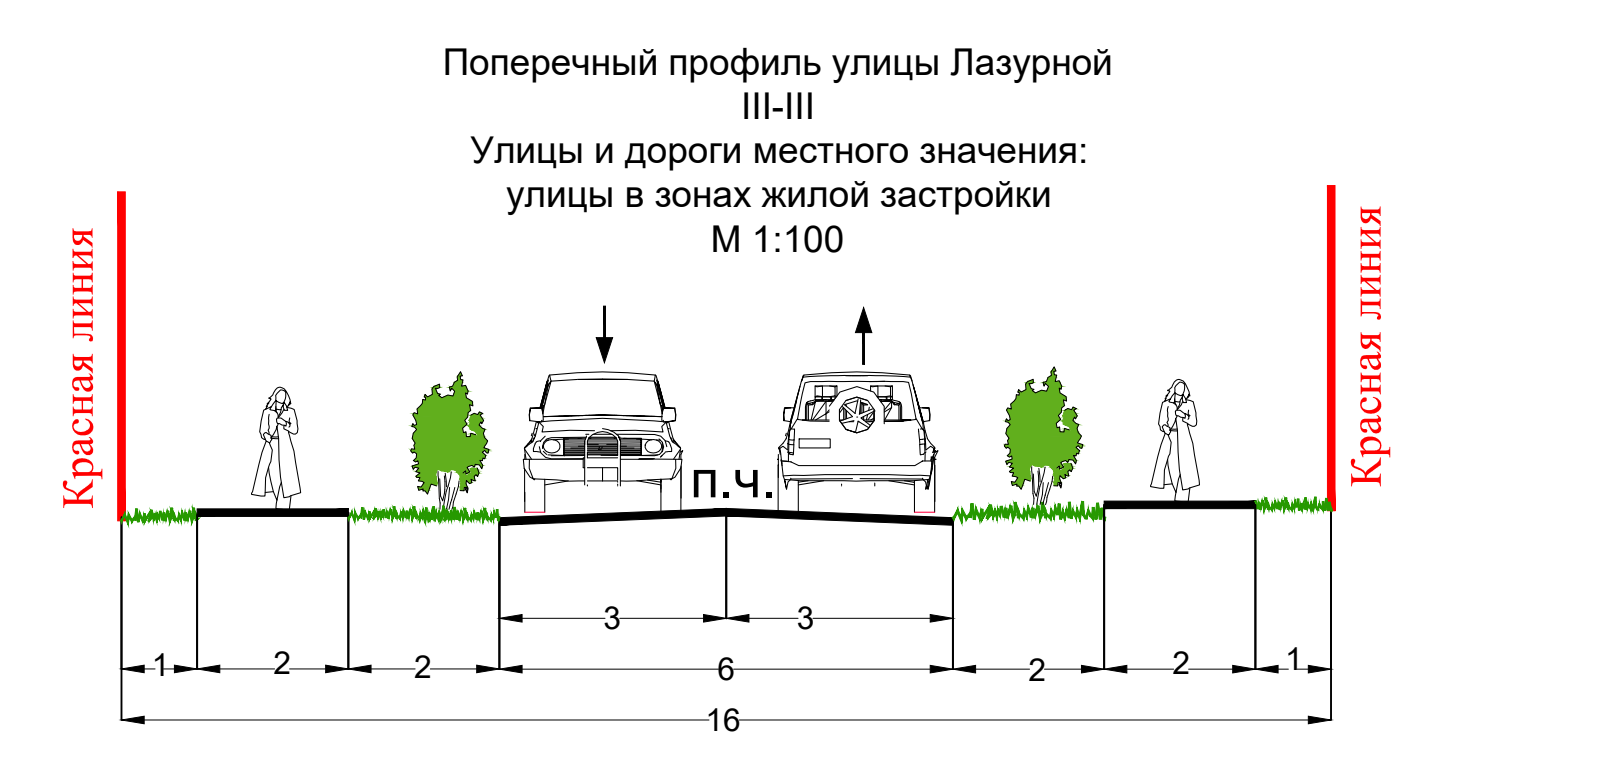 Поперечный профиль улицы Лазурной
III-III
Улицы и дороги местного значения:
улицы в зонах жилой застройки
М 1:100
Красная линия
Красная линия
п.ч.
3
3
1
2
2
6
2
2
1
16